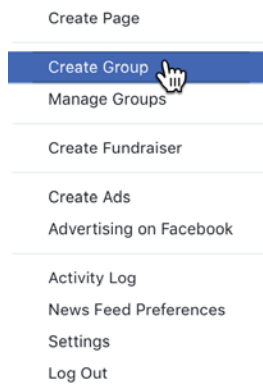 Create Page
Create Group
Manage Groups
Create Fundraiser
Create Ads
Advertising on Facebook
Activity Log
News Feed Preferences
Settings
Log Out